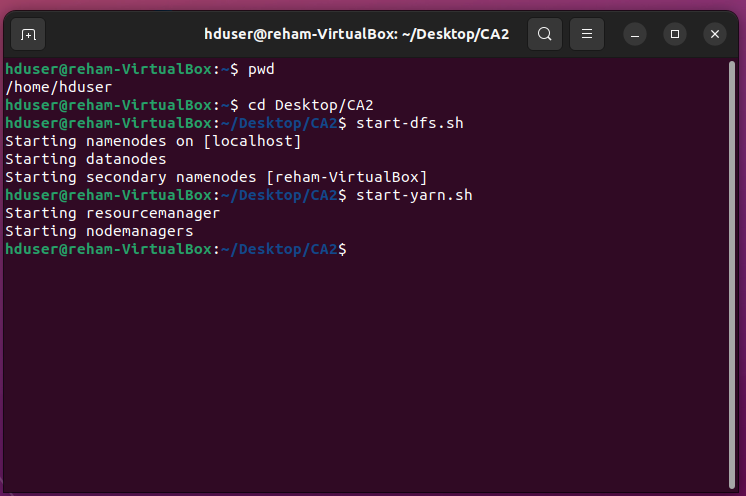 hduser@reham-VirtualBox: ~/Desktop/CA2
hduser@reham-VirtualBox:~$ pwd
/home/hduser
hduser@reham-VirtualBox:~$ cd Desktop/CA2
hduser@reham-VirtualBox:~/Desktop/CA2$ start-dfs.sh
Starting namenodes on [localhost]
Starting datanodes
Starting secondary namenodes [reham-VirtualBox]
hduser@reham-VirtualBox:~/Desktop/CA2$ start-yarn.sh
Starting resourcemanager
Starting nodemanagers
hduser@reham-VirtualBox:~/Desktop/CA2$